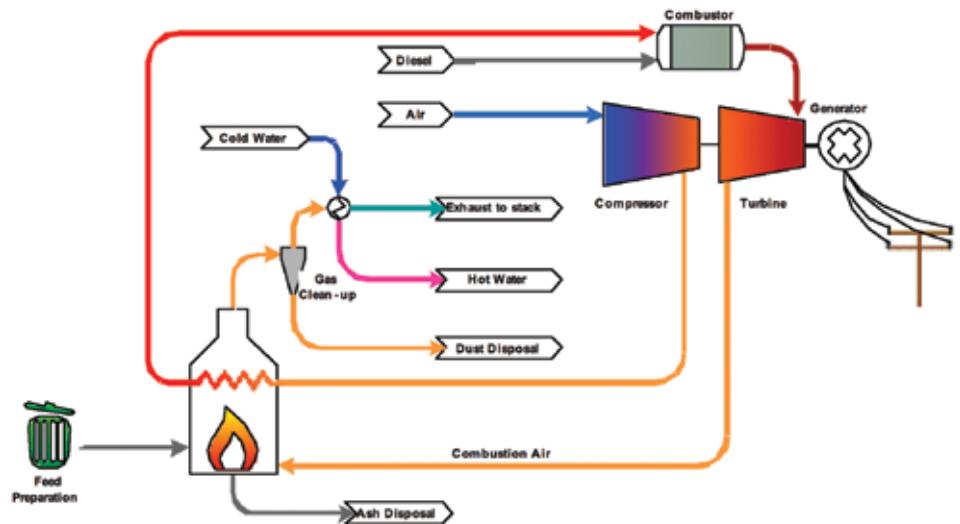 Combustor
Diesel
Air
Generator
Cold Water
Compressor
Turbine
Exhaust to stack
Gas
Clean-up
Hot Water
Dust Disposal
Combustion Air
Feed
Preparation
Ash Disposal